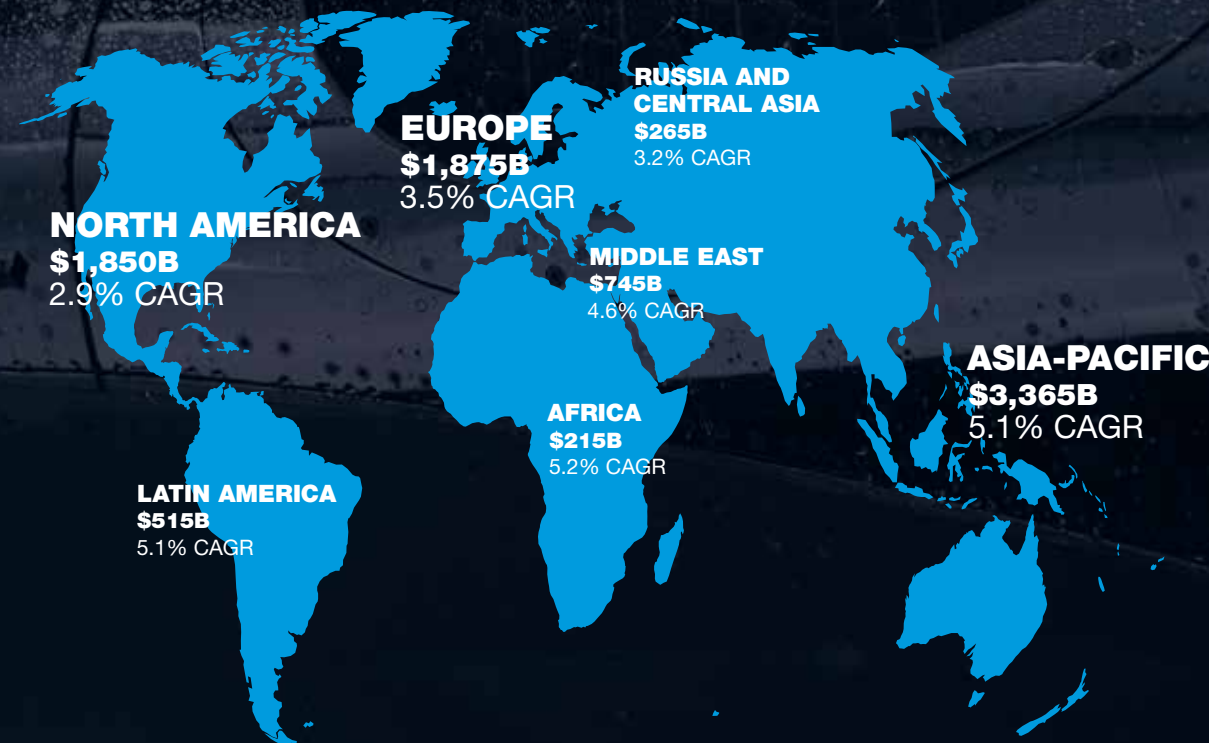 RUSSIA AND
CENTRAL ASIA
$265B
3.2% CAGR
EUROPE
$1,875B
3.5% CAGR
NORTH AMERICA
$1,850B
2.9% CAGR
MIDDLE EAST
$745B
4.6% CAGR
ASIA-PACIFIC
$3,365B
5.1% CAGR
AFRICA
$215B
5.2% CAGR
LATIN AMERICA
$515B
5.1% CAGR